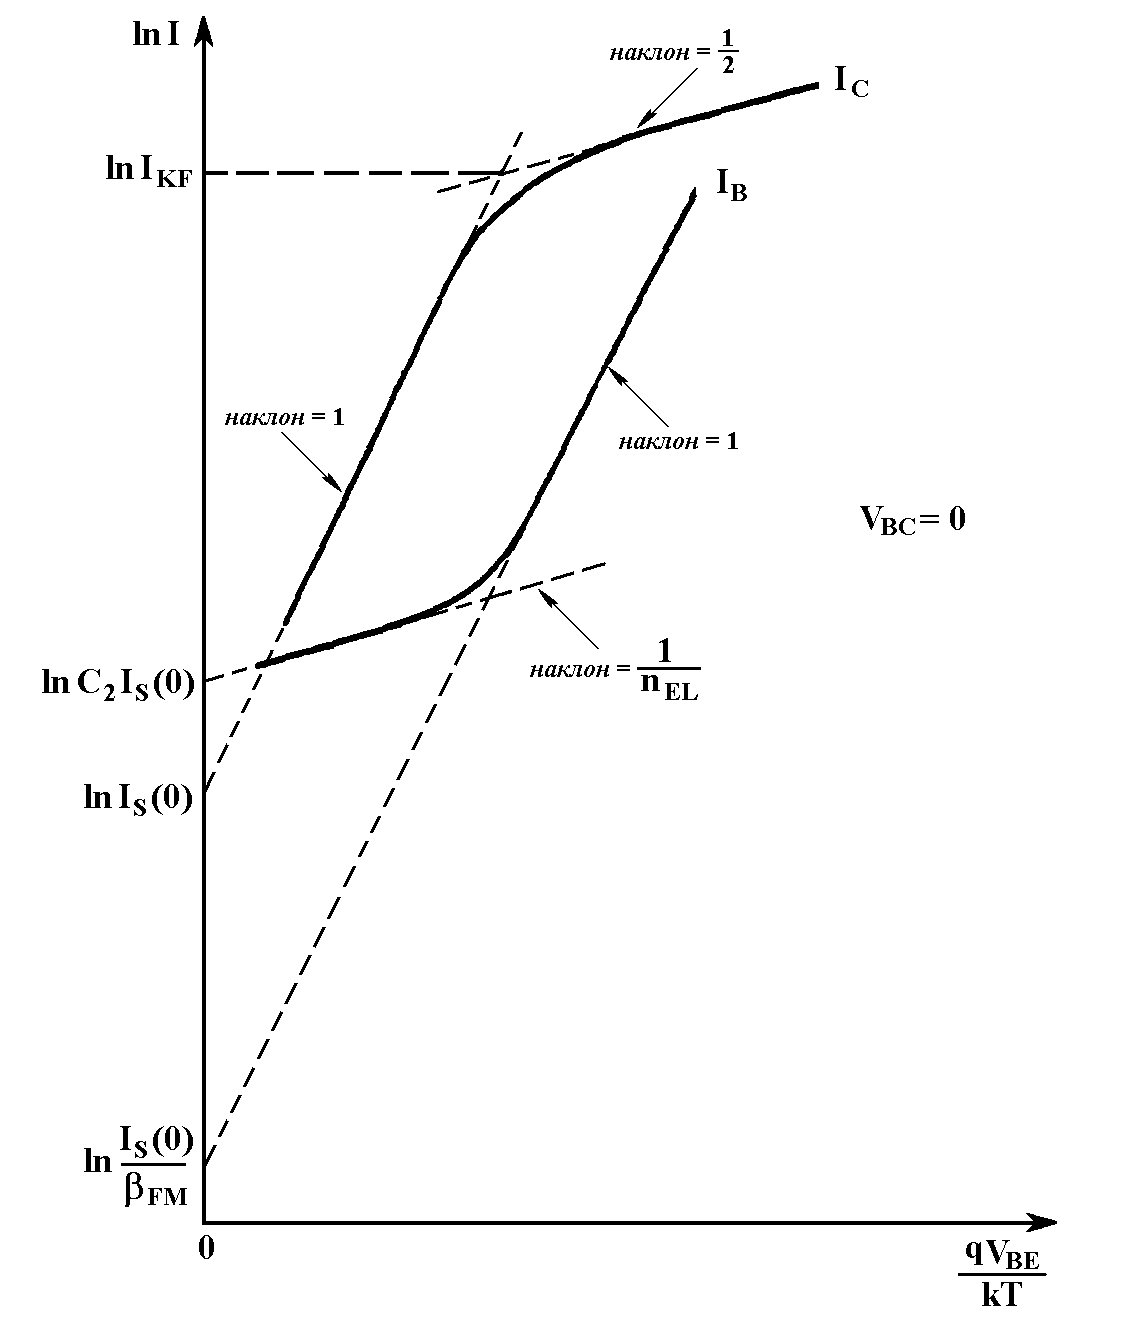 ln I
наклон = 1/2
I_C
ln I_KF
I_B
наклон = 1
наклон = 1
V_BC = 0
наклон = 1/n_EL
ln C_2 I_S(0)
ln I_S(0)
ln I_S(0)/β_FM
0
qV_BE/kT